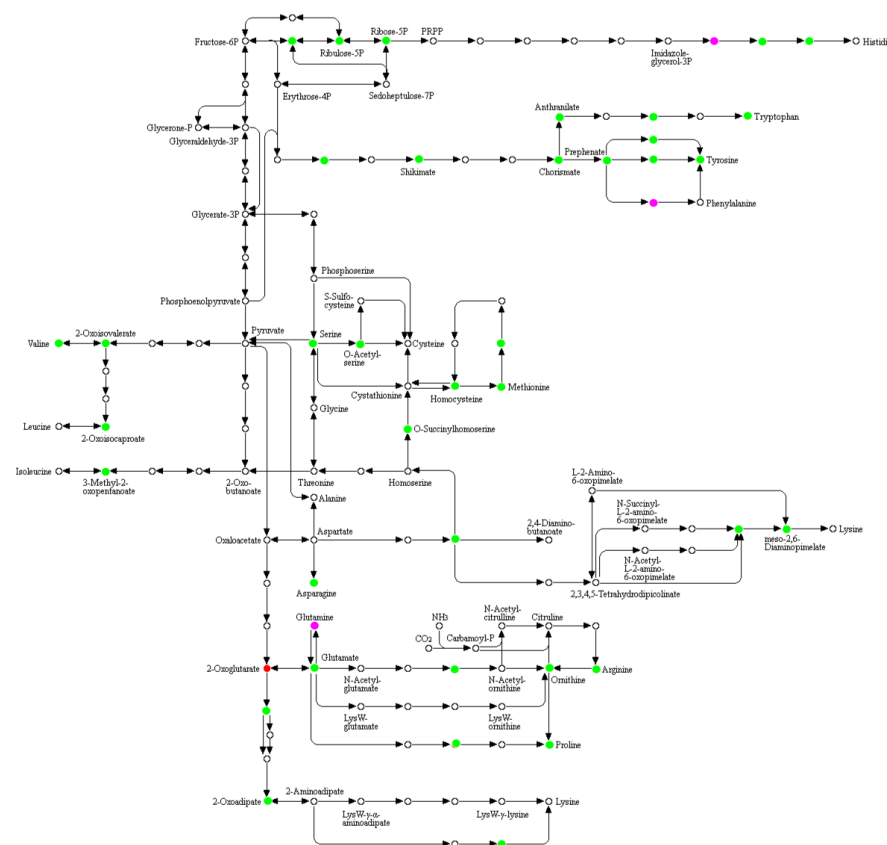 Fructose-6P
Ribulose-5P
Ribose-5P
PRPP
Imidazole-
glycerol-3P
Histidi
Erythrose-4P
Sedoheptulose-7P
Glycerone-P
Glyceraldehyde-3P
Anthranilate
Tryptophan
Shikimate
Chorismate
Prephenate
Tyrosine
Phenylalanine
Glycerate-3P
Phosphoserine
Phosphoenolpyruvate
S-Sulfo-
cysteine
Pyruvate
Serine
O-Acetyl-
serine
Cysteine
Valine
2-Oxoisovalerate
Cystathionine
Homocysteine
Methionine
Glycine
Leucine
2-Oxoisocaproate
O-Succinylhomoserine
Isoleucine
3-Methyl-2-
oxopentanoate
2-Oxo-
butanoate
Threonine
Homoserine
Alanine
L-2-Amino-
6-oxopimelate
N-Succinyl-
L-2-amino-
6-oxopimelate
Oxaloacetate
Aspartate
2,4-Diamino-
butanoate
meso-2,6-
Diaminopimelate
Lysine
N-Acetyl-
L-2-amino-
6-oxopimelate
Asparagine
2,3,4,5-Tetrahydrodipicolinate
Glutamine
NH3
CO2
Carbamoyl-P
N-Acetyl-
citrulline
Citruline
2-Oxoglutarate
Glutamate
N-Acetyl-
glutamate
N-Acetyl-
ornithine
Ornithine
Arginine
LysW-
glutamate
LysW-
ornithine
Proline
2-Oxoadipate
2-Aminoadipate
LysW-γ-α-
aminoadipate
LysW-γ-lysine
Lysine